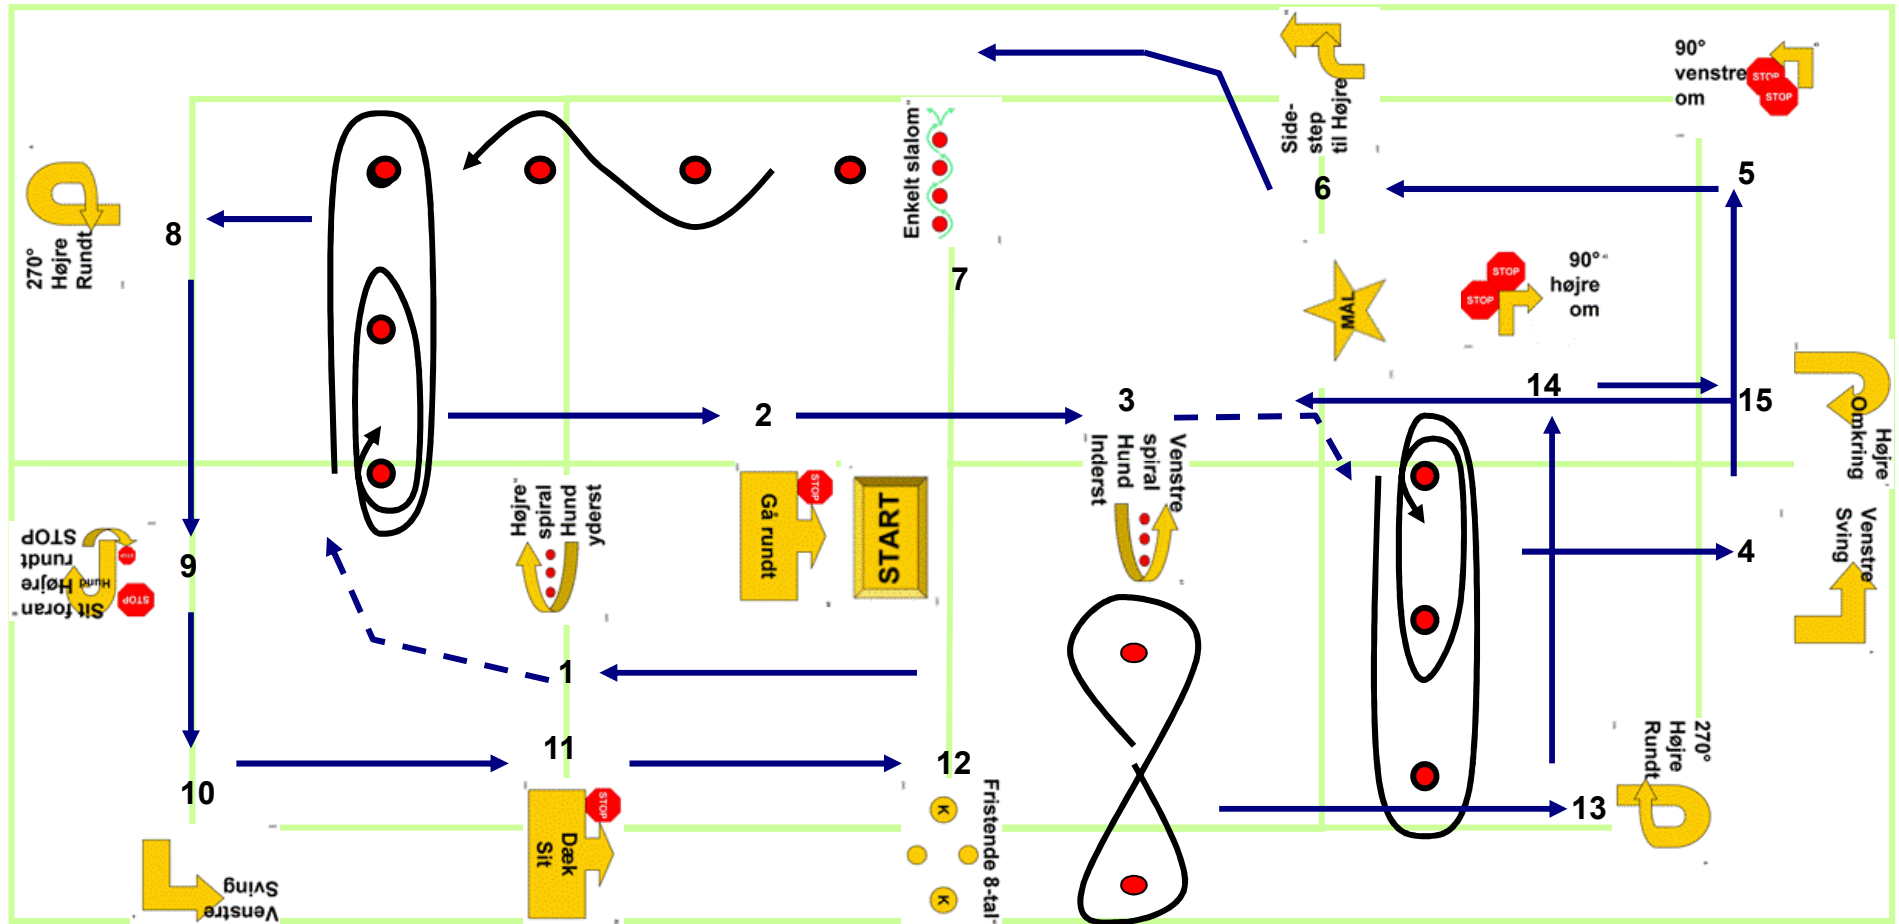 Side-
step
til Højre
90°
venstre
om
STOP
STOP
270°
Højre
Rundt
8
Enkelt slalom
7
6
5
MÅL
STOP
STOP
90°
højre
om
14
15
Højre
Omkring
2
3
Højre
spiral
Hund
yderst
Gå rundt
STOP
START
Venstre
spiral
Hund
Inderst
4
Venstre
Sving
9
Sit foran
Hund Højre
rundt
STOP
STOP
1
10
Venstre
Sving
11
Dæk
Sit
STOP
12
K
K
Fristende 8-tal
13
270°
Højre
Rundt